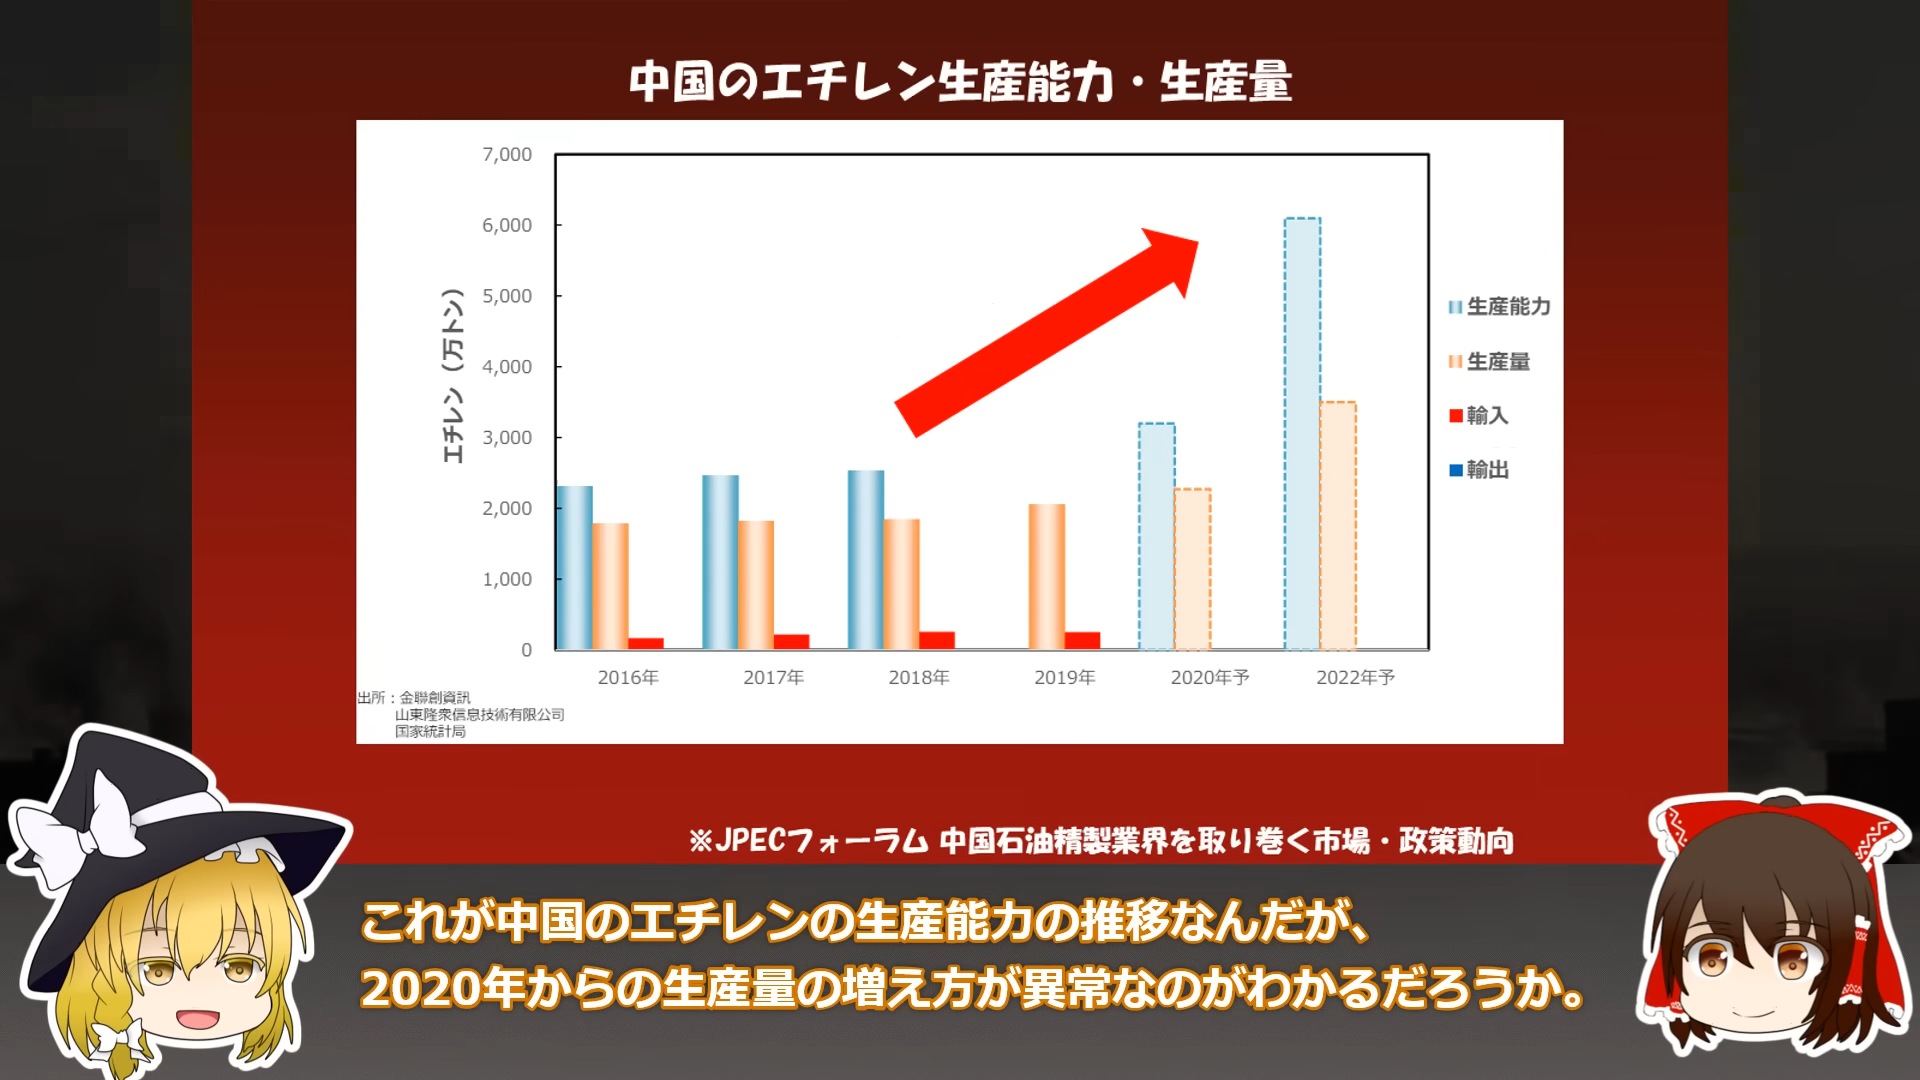 中国のエチレン生産能力・生産量
7,000
6,000
5,000
4,000
3,000
2,000
1,000
0
エチレン（万トン）
2016年
2017年
2018年
2019年
2020年予
2022年予
生産能力
生産量
輸入
輸出
出所：金聯創資訊
山東隆衆信息技術有限公司
国家統計局
※JPECフォーラム 中国石油精製業界を取り巻く市場・政策動向
これが中国のエチレンの生産能力の推移なんだが、
2020年からの生産量の増え方が異常なのがわかるだろうか。